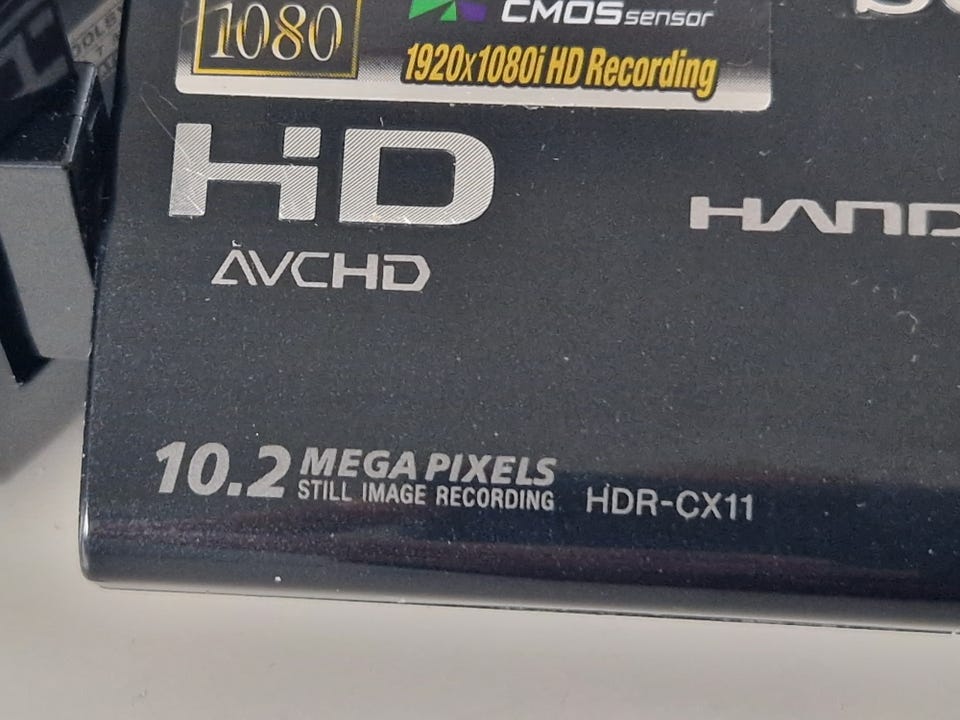 1080
CMOS sensor
1920x1080i HD Recording
HD
AVCHD
10.2 MEGA PIXELS
STILL IMAGE RECORDING
HDR-CX11